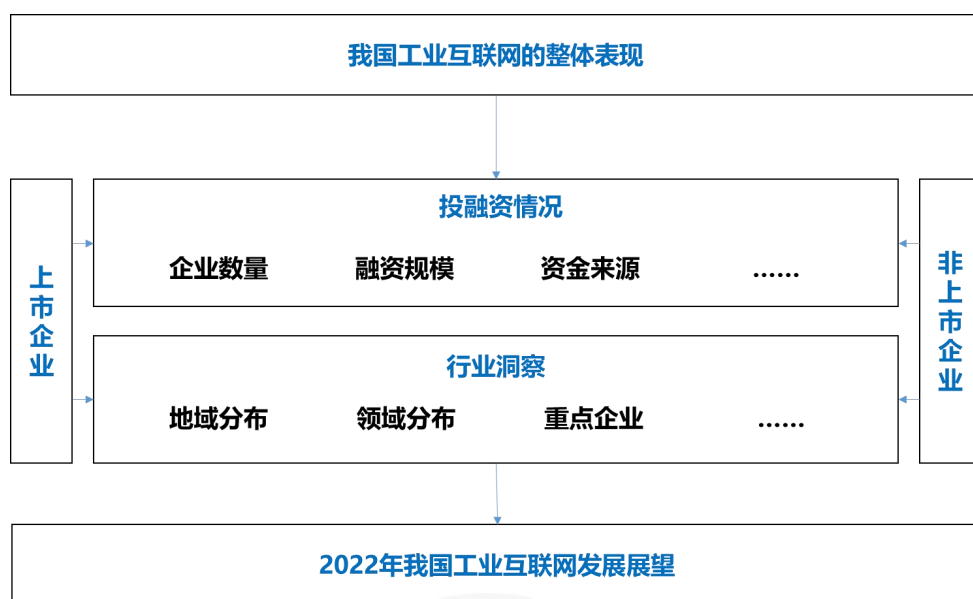 我国工业互联网的整体表现
上市企业
投融资情况
企业数量 融资规模 资金来源 ……
行业洞察
地域分布 领域分布 重点企业 ……
非上市企业
2022年我国工业互联网发展展望